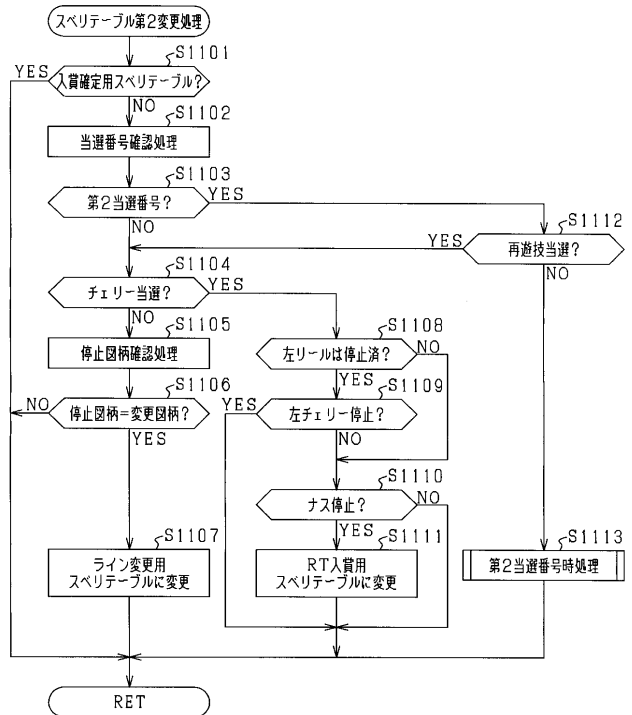 スベリテーブル第2変更処理
S1101
YES
入賞確定用スベリテーブル?
NO
S1102
当選番号確認処理
S1103
第2当選番号?
YES
NO
S1112
YES
再遊技当選?
NO
S1104
チェリー当選?
YES
NO
S1105
停止図柄確認処理
S1108
左リールは停止済?
NO
YES
S1106
NO
停止図柄=変更図柄?
YES
S1109
YES
左チェリー停止?
NO
S1110
ナス停止?
NO
YES
S1107
ライン変更用
スベリテーブルに変更
S1111
RT入賞用
スベリテーブルに変更
S1113
第2当選番号時処理
RET